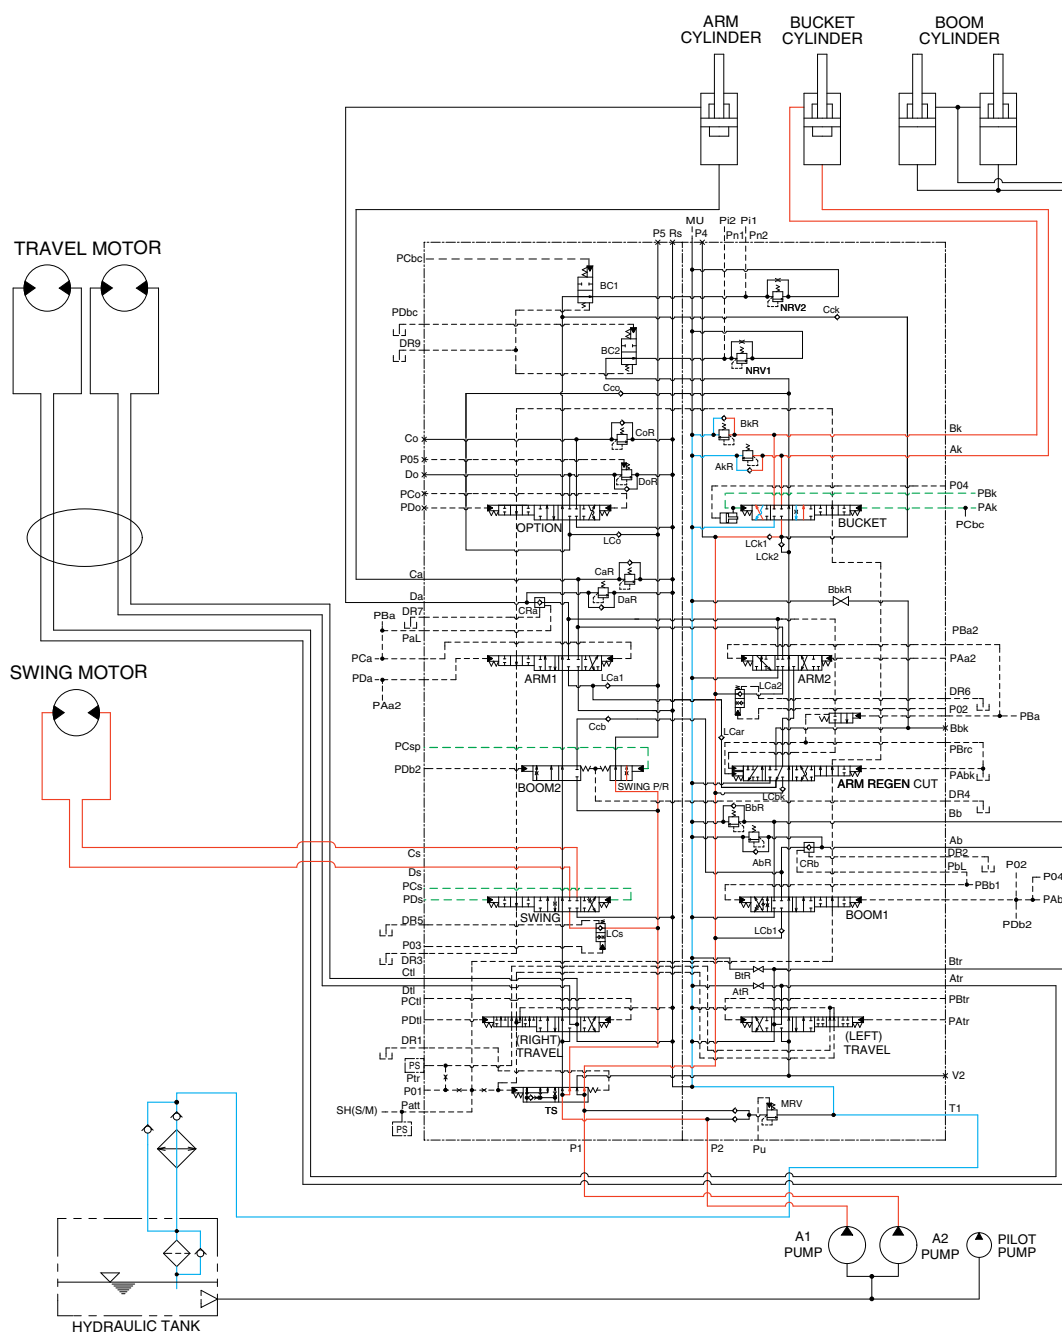 ARM
CYLINDER
BUCKET
CYLINDER
BOOM
CYLINDER
TRAVEL MOTOR
SWING MOTOR
P5 Rs
MU
P4
Pi2 Pi1
Pn1 Pn2
PCbc
BC1
NRV2
Cck
PDbc
DR9
BC2
NRV1
Cco
Co
CoR
BkR
Bk
P05
AkR
Ak
Do
DoR
PCo
PDo
OPTION
P04
PBk
PAk
PCbc
BUCKET
LCo
LCk1
LCk2
Ca
CaR
Da
DaR
CRa
DR7
PBa
PaL
BbkR
PBa2
PCa
PDa
PAa2
ARM1
ARM2
PAa2
LCa1
LCa2
LCar
DR6
P02
PBa
Bbk
Ccb
PCsp
PDb2
BOOM2
SWING P/R
PBrc
PAbk
ARM REGEN CUT
LCbk
DR4
BbR
Bb
AbR
CRb
Ab
DR2
PbL
PBb1
P02
P04
PAb
PDb2
Cs
Ds
PCs
PDs
SWING
BOOM1
DR5
LCs
P03
DR3
LCb1
Ctl
Dtl
PCtl
PDtl
(RIGHT)
TRAVEL
BtR
Btr
AtR
Atr
PBtr
PAtr
(LEFT)
TRAVEL
DR1
PS
Ptr
P01
Patt
TS
V2
SH(S/M)
PS
MRV
T1
P1
P2
Pu
A1
PUMP
A2
PUMP
PILOT
PUMP
HYDRAULIC TANK